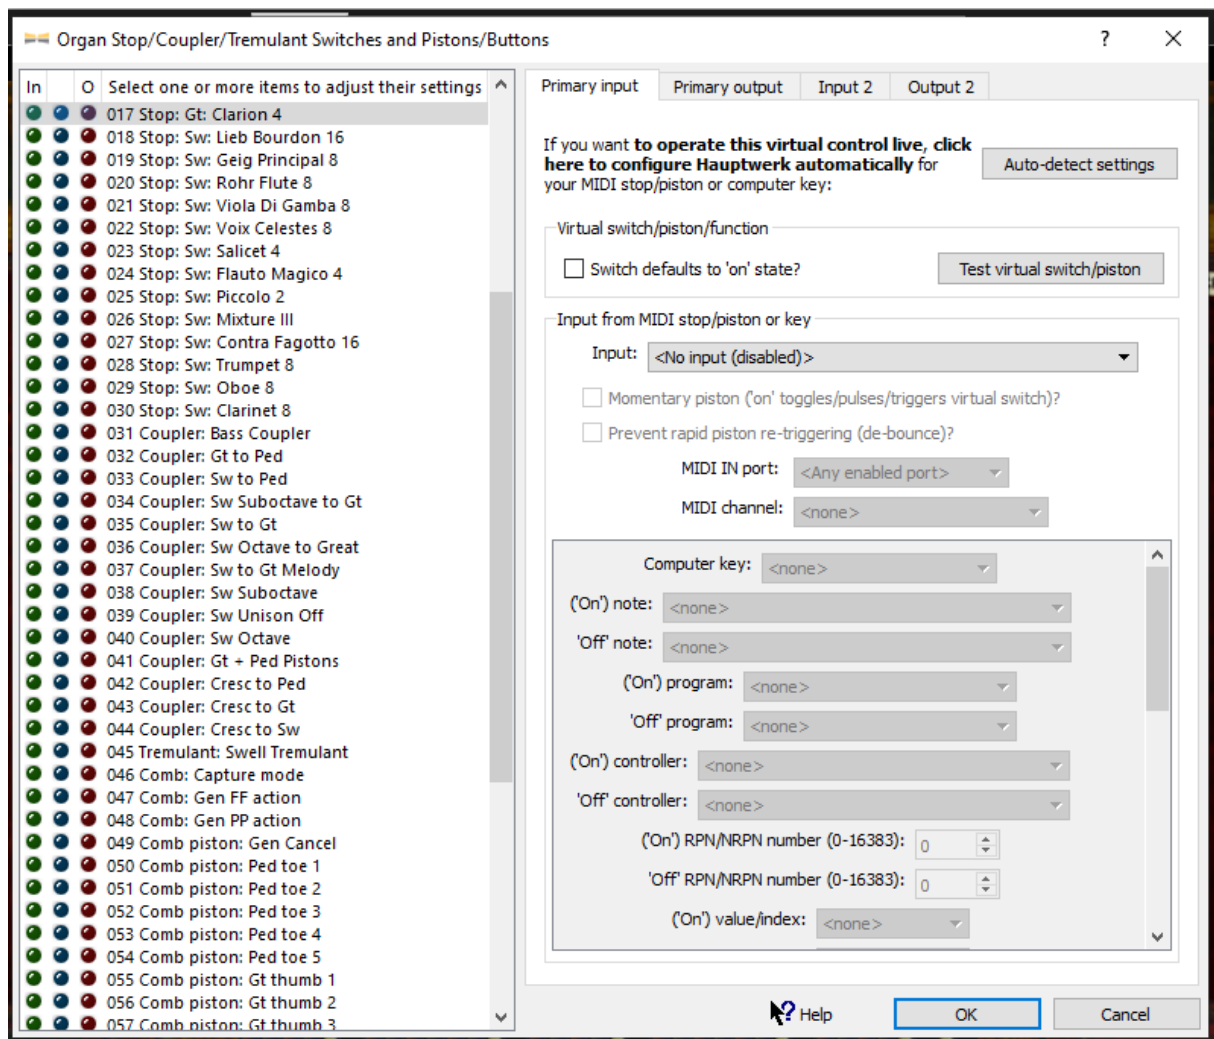 Organ Stop/Coupler/Tremulant Switches and Pistons/Buttons
?
In O Select one or more items to adjust their settings
017 Stop: Gt: Clarion 4
018 Stop: Sw: Lieb Bourdon 16
019 Stop: Sw: Geig Principal 8
020 Stop: Sw: Rohr Flute 8
021 Stop: Sw: Viola Di Gamba 8
022 Stop: Sw: Voix Celestes 8
023 Stop: Sw: Salicet 4
024 Stop: Sw: Flauto Magico 4
025 Stop: Sw: Piccolo 2
026 Stop: Sw: Mixture III
027 Stop: Sw: Contra Fagotto 16
028 Stop: Sw: Trumpet 8
029 Stop: Sw: Oboe 8
030 Stop: Sw: Clarinet 8
031 Coupler: Bass Coupler
032 Coupler: Gt to Ped
033 Coupler: Sw to Ped
034 Coupler: Sw Suboctave to Gt
035 Coupler: Sw to Gt
036 Coupler: Sw Octave to Great
037 Coupler: Sw to Gt Melody
038 Coupler: Sw Suboctave
039 Coupler: Sw Unison Off
040 Coupler: Sw Octave
041 Coupler: Gt + Ped Pistons
042 Coupler: Cresc to Ped
043 Coupler: Cresc to Gt
044 Coupler: Cresc to Sw
045 Tremulant: Swell Tremulant
046 Comb: Capture mode
047 Comb: Gen FF action
048 Comb: Gen PP action
049 Comb piston: Gen Cancel
050 Comb piston: Ped toe 1
051 Comb piston: Ped toe 2
052 Comb piston: Ped toe 3
053 Comb piston: Ped toe 4
054 Comb piston: Ped toe 5
055 Comb piston: Gt thumb 1
056 Comb piston: Gt thumb 2
057 Comb piston: Gt thumb 3
Primary input
Primary output
Input 2
Output 2
If you want to operate this virtual control live, click
here to configure Hauptwerk automatically for
your MIDI stop/piston or computer key:
Auto-detect settings
Virtual switch/piston/function
Switch defaults to 'on' state?
Test virtual switch/piston
Input from MIDI stop/piston or key
Input: <No input (disabled)>
Momentary piston ('on' toggles/pulses/triggers virtual switch)?
Prevent rapid piston re-triggering (de-bounce)?
MIDI IN port: <Any enabled port>
MIDI channel: <none>
Computer key: <none>
('On') note: <none>
'Off' note: <none>
('On') program: <none>
'Off' program: <none>
('On') controller: <none>
'Off' controller: <none>
('On') RPN/NRPN number (0-16383): 0
'Off' RPN/NRPN number (0-16383): 0
('On') value/index: <none>
? Help
OK
Cancel